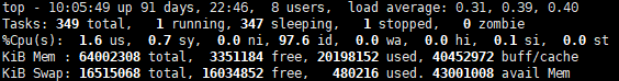 top - 10:05:49 up 91 days, 22:46,  8 users,  load average: 0.31, 0.39, 0.40
Tasks: 349 total,   1 running, 347 sleeping,   1 stopped,   0 zombie
%Cpu(s):  1.6 us,  0.7 sy,  0.0 ni, 97.6 id,  0.0 wa,  0.0 hi,  0.1 si,  0.0 st
KiB Mem : 64002308 total,  3351184 free, 20198152 used, 40452972 buff/cache
KiB Swap: 16515068 total, 16034852 free,   480216 used. 43001008 avail Mem